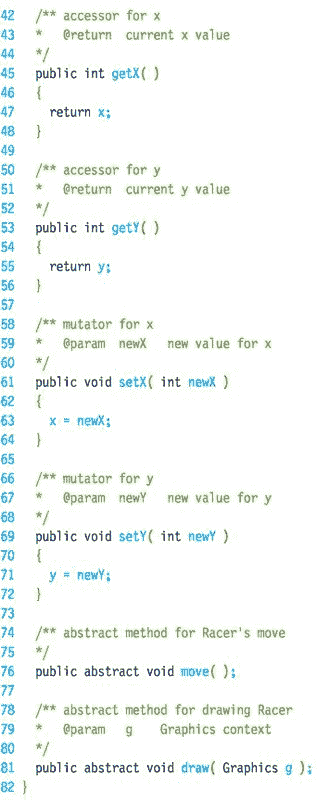 42 /** accessor for x
43 * @return current x value
44 */
45 public int getX( )
46 {
47 return x;
48 }
49
50 /** accessor for y
51 * @return current y value
52 */
53 public int getY( )
54 {
55 return y;
56 }
57
58 /** mutator for x
59 * @param newX new value for x
60 */
61 public void setX( int newX )
62 {
63 x = newX;
64 }
65
66 /** mutator for y
67 * @param newY new value for y
68 */
69 public void setY( int newY )
70 {
71 y = newY;
72 }
73
74 /** abstract method for Racer's move
75 */
76 public abstract void move( );
77
78 /** abstract method for drawing Racer
79 * @param g Graphics context
80 */
81 public abstract void draw( Graphics g );
82 }